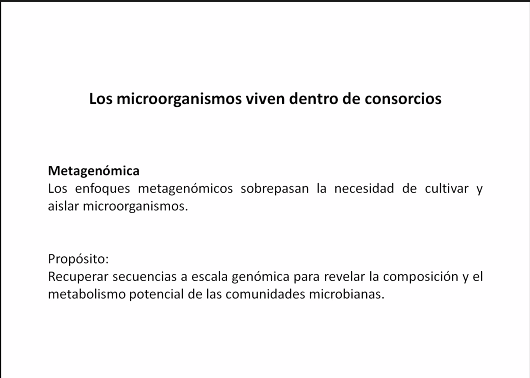 Los microorganismos viven dentro de consorcios
Metagenómica
Los enfoques metagenómicos sobrepasan la necesidad de cultivar y
aislar microorganismos.
Propósito:
Recuperar secuencias a escala genómica para revelar la composición y el
metabolismo potencial de las comunidades microbianas.